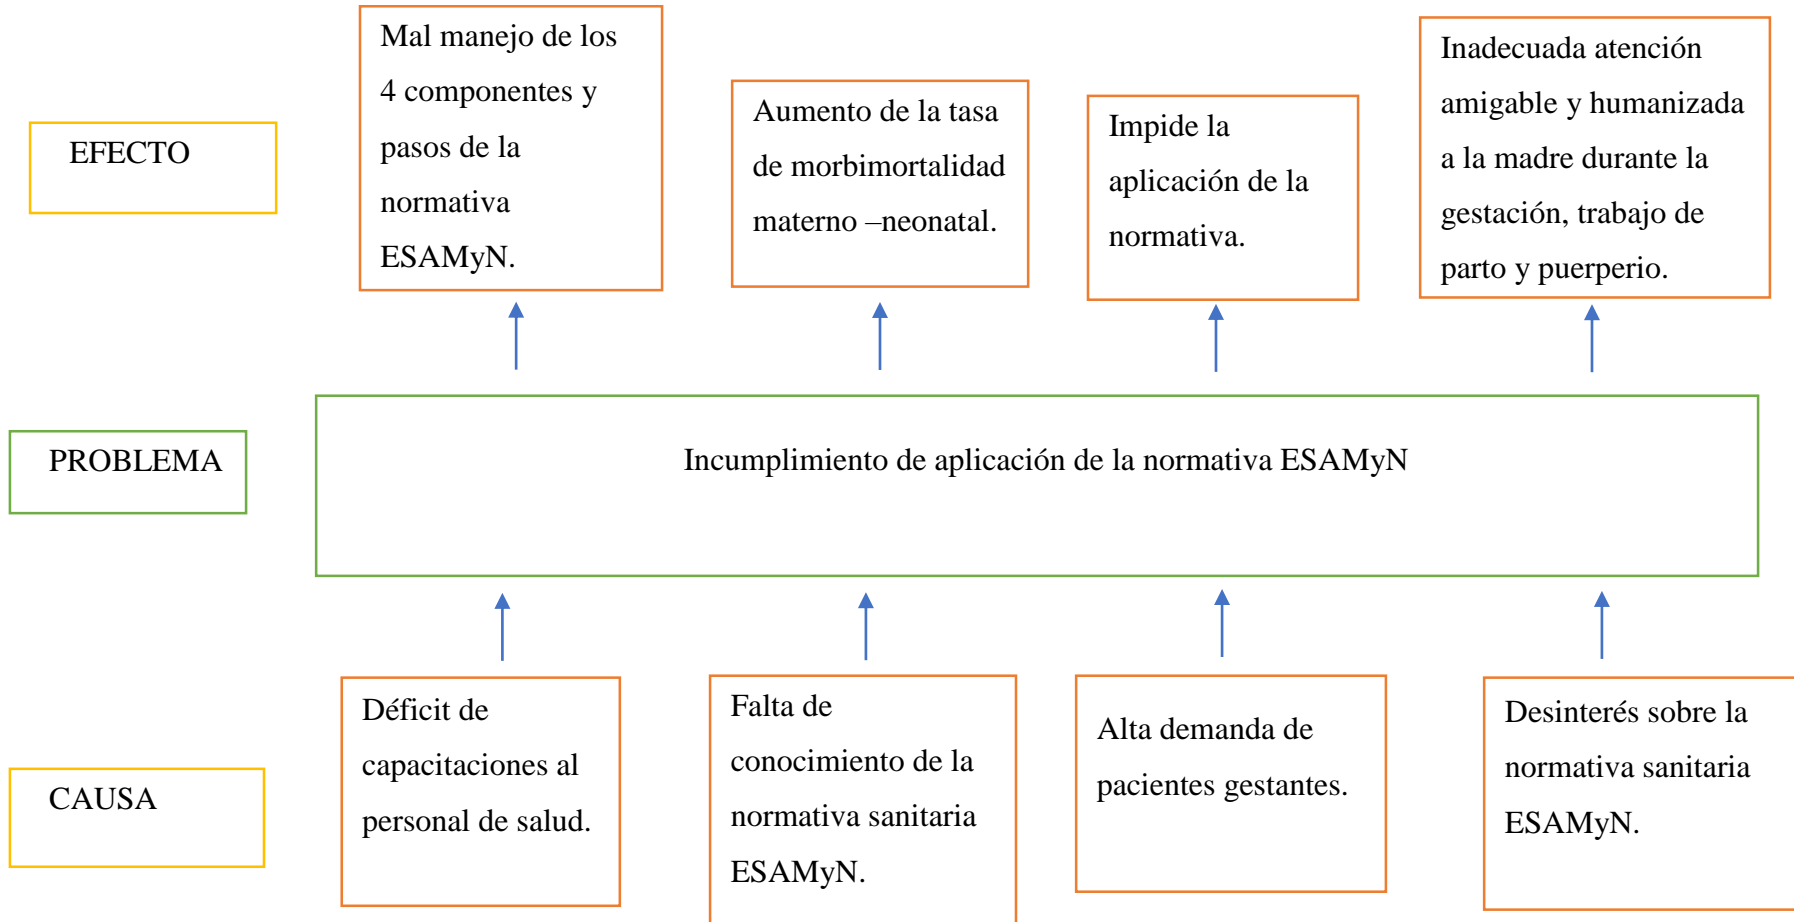 EFECTO
Mal manejo de los
4 componentes y
pasos de la
normativa
ESAMyN.
Aumento de la tasa
de morbimortalidad
materno –neonatal.
Impide la
aplicación de la
normativa.
Inadecuada atención
amigable y humanizada
a la madre durante la
gestación, trabajo de
parto y puerperio.
PROBLEMA
Incumplimiento de aplicación de la normativa ESAMyN
CAUSA
Déficit de
capacitaciones al
personal de salud.
Falta de
conocimiento de la
normativa sanitaria
ESAMyN.
Alta demanda de
pacientes gestantes.
Desinterés sobre la
normativa sanitaria
ESAMyN.